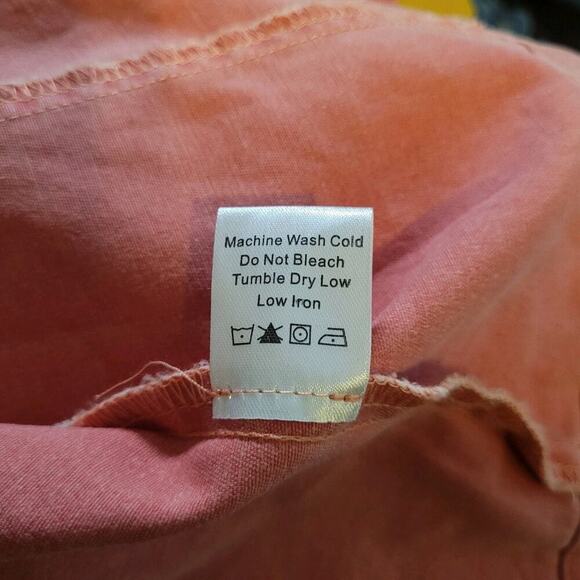 Machine Wash Cold
Do Not Bleach
Tumble Dry Low
Low Iron